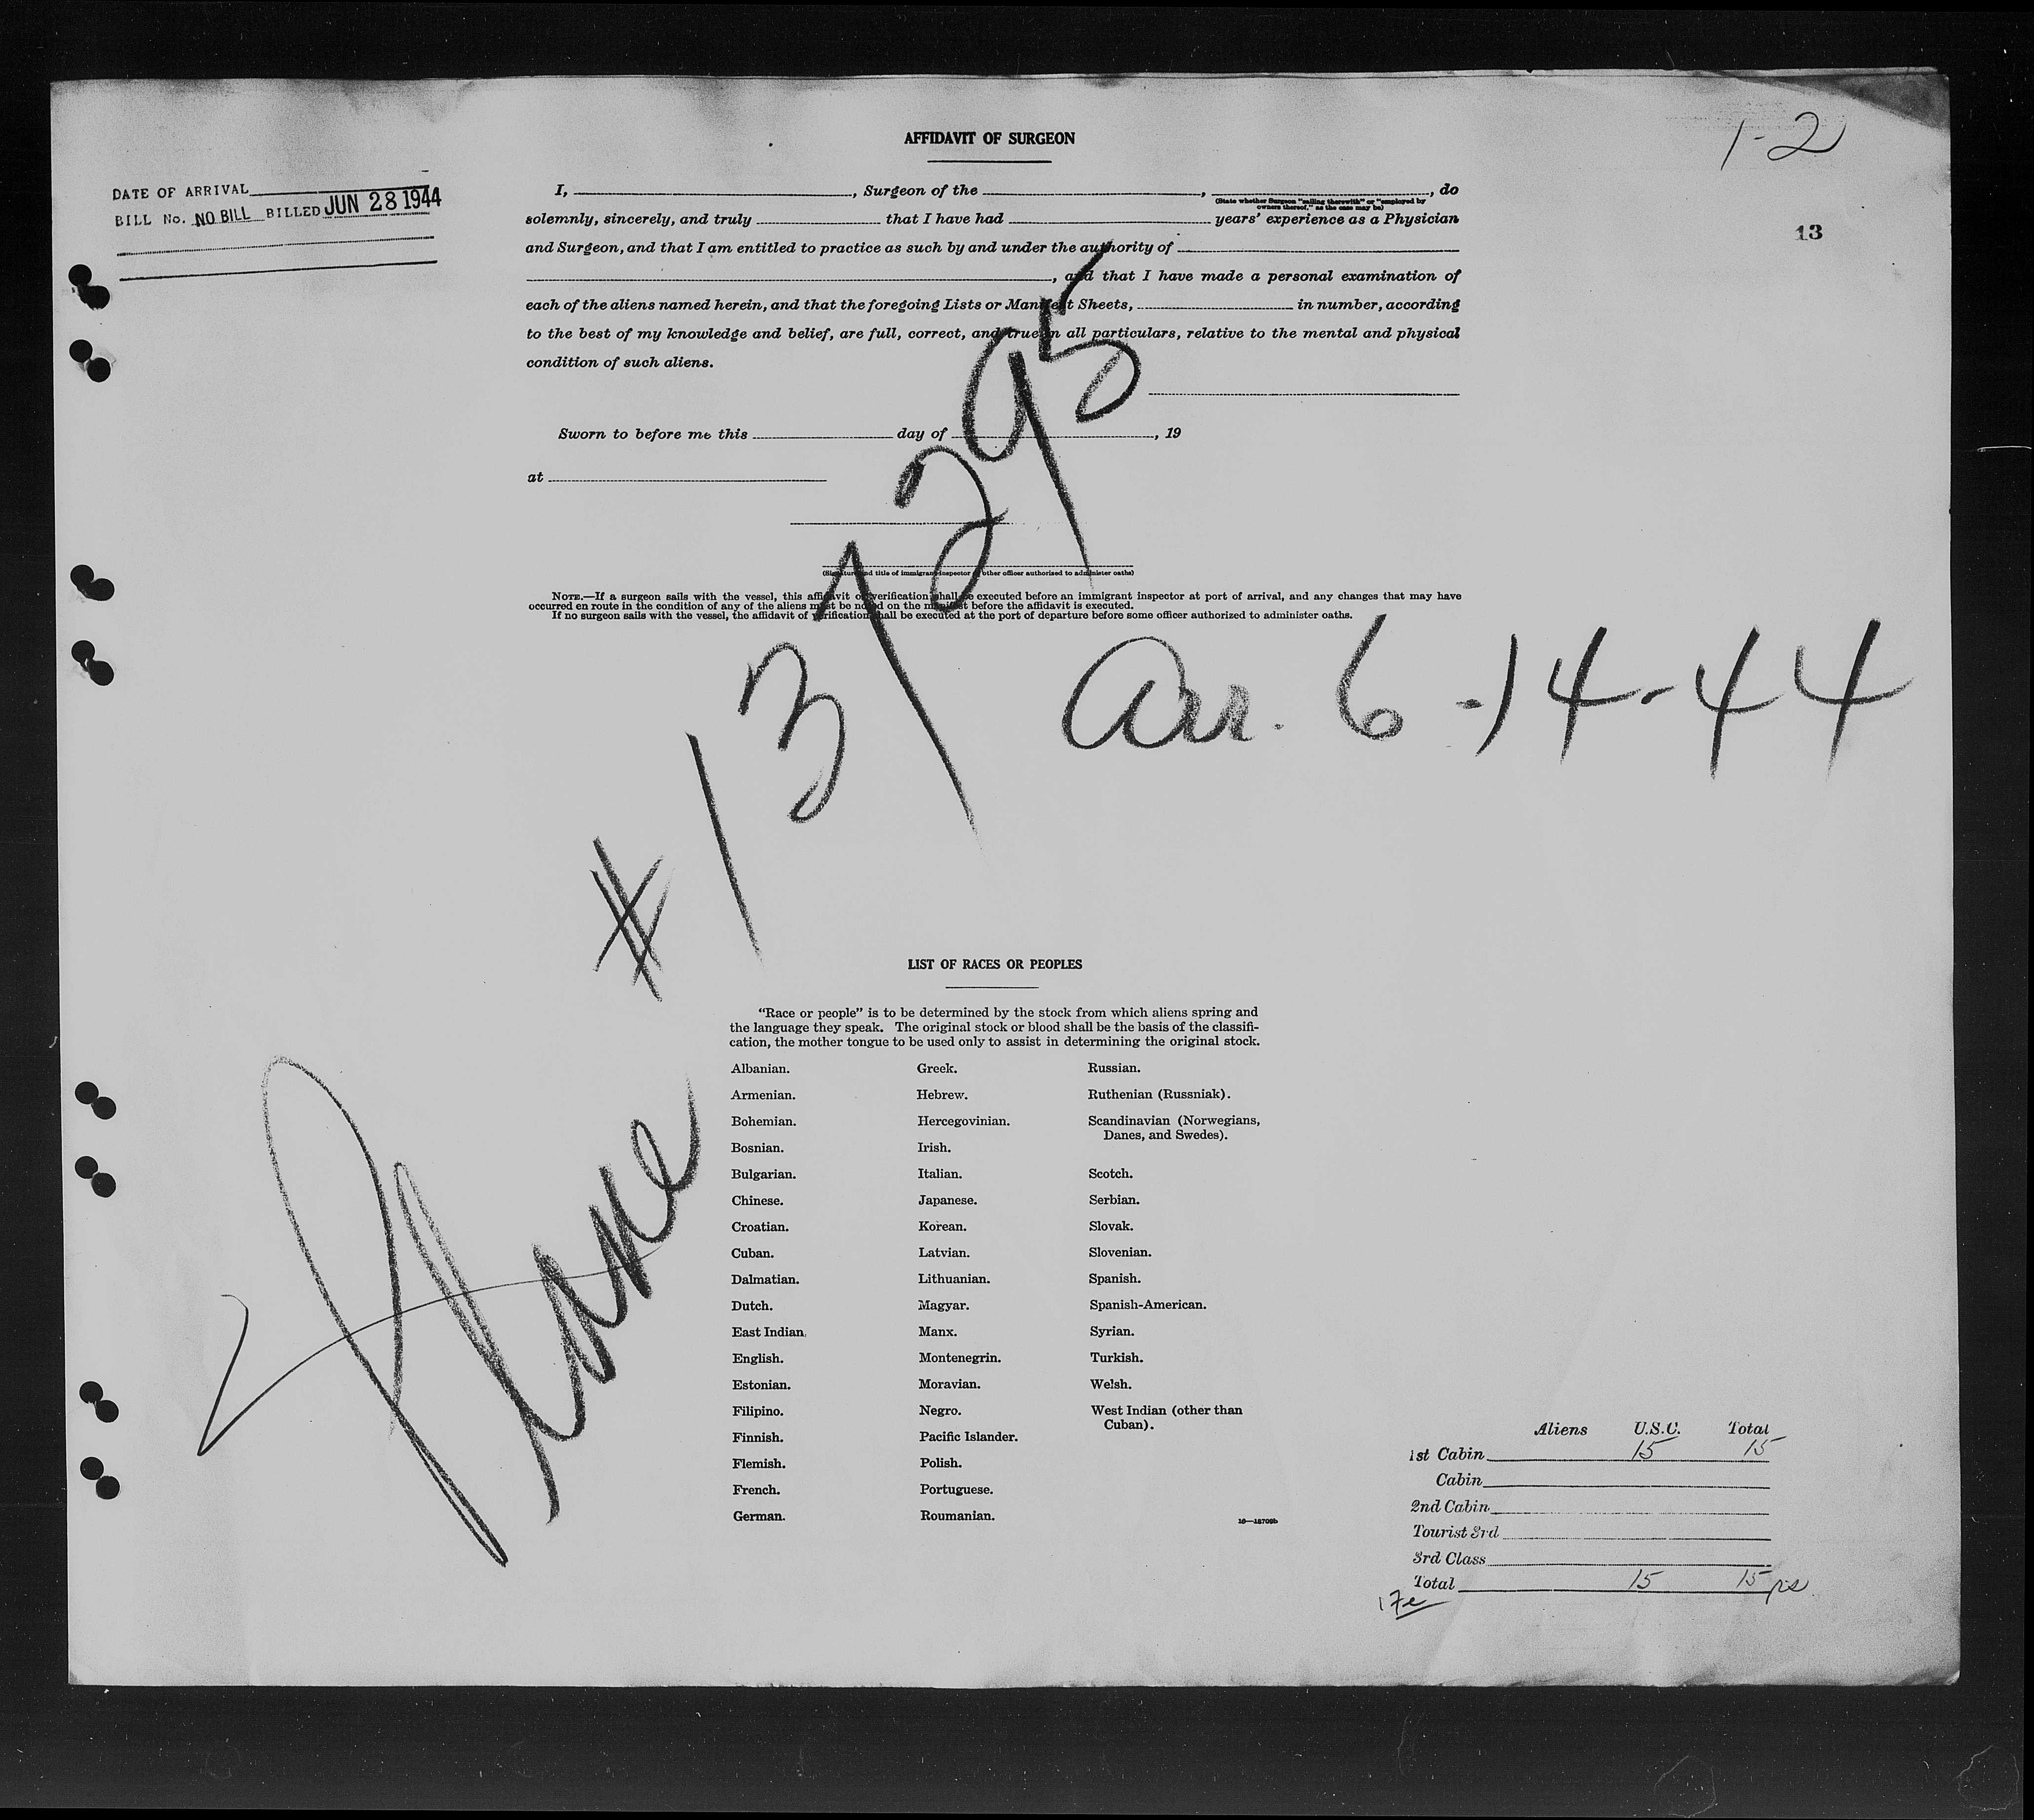 1-2
13
DATE OF ARRIVAL
BILL No. NO BILL BILLED JUN 28 1944
AFFIDAVIT OF SURGEON
I, , Surgeon of the , , do
(State whether Surgeon "sailing therewith" or "employed by
owners thereof," as the case may be)
solemnly, sincerely, and truly that I have had years' experience as a Physician
and Surgeon, and that I am entitled to practice as such by and under the authority of
, and that I have made a personal examination of
each of the aliens named herein, and that the foregoing Lists or Manifest Sheets, in number, according
to the best of my knowledge and belief, are full, correct, and true in all particulars, relative to the mental and physical
condition of such aliens.
Sworn to before me this day of , 19
at
(Signature and title of immigrant inspector or other officer authorized to administer oaths)
NOTE.—If a surgeon sails with the vessel, this affidavit of verification shall be executed before an immigrant inspector at port of arrival, and any changes that may have
occurred en route in the condition of any of the aliens must be noted on the manifest before the affidavit is executed.
If no surgeon sails with the vessel, the affidavit of verification shall be executed at the port of departure before some officer authorized to administer oaths.
Plane #137295
Arr. 6-14-44
LIST OF RACES OR PEOPLES
"Race or people" is to be determined by the stock from which aliens spring and
the language they speak. The original stock or blood shall be the basis of the classifi-
cation, the mother tongue to be used only to assist in determining the original stock.
Albanian.
Armenian.
Bohemian.
Bosnian.
Bulgarian.
Chinese.
Croatian.
Cuban.
Dalmatian.
Dutch.
East Indian.
English.
Estonian.
Filipino.
Finnish.
Flemish.
French.
German.
Greek.
Hebrew.
Hercegovinian.
Irish.
Italian.
Japanese.
Korean.
Latvian.
Lithuanian.
Magyar.
Manx.
Montenegrin.
Moravian.
Negro.
Pacific Islander.
Polish.
Portuguese.
Roumanian.
Russian.
Ruthenian (Russniak).
Scandinavian (Norwegians,
Danes, and Swedes).
Scotch.
Serbian.
Slovak.
Slovenian.
Spanish.
Spanish-American.
Syrian.
Turkish.
Welsh.
West Indian (other than
Cuban).
16—18709b
Aliens U.S.C. Total
1st Cabin 15 15
Cabin
2nd Cabin
Tourist 3rd
3rd Class
Total 15 15